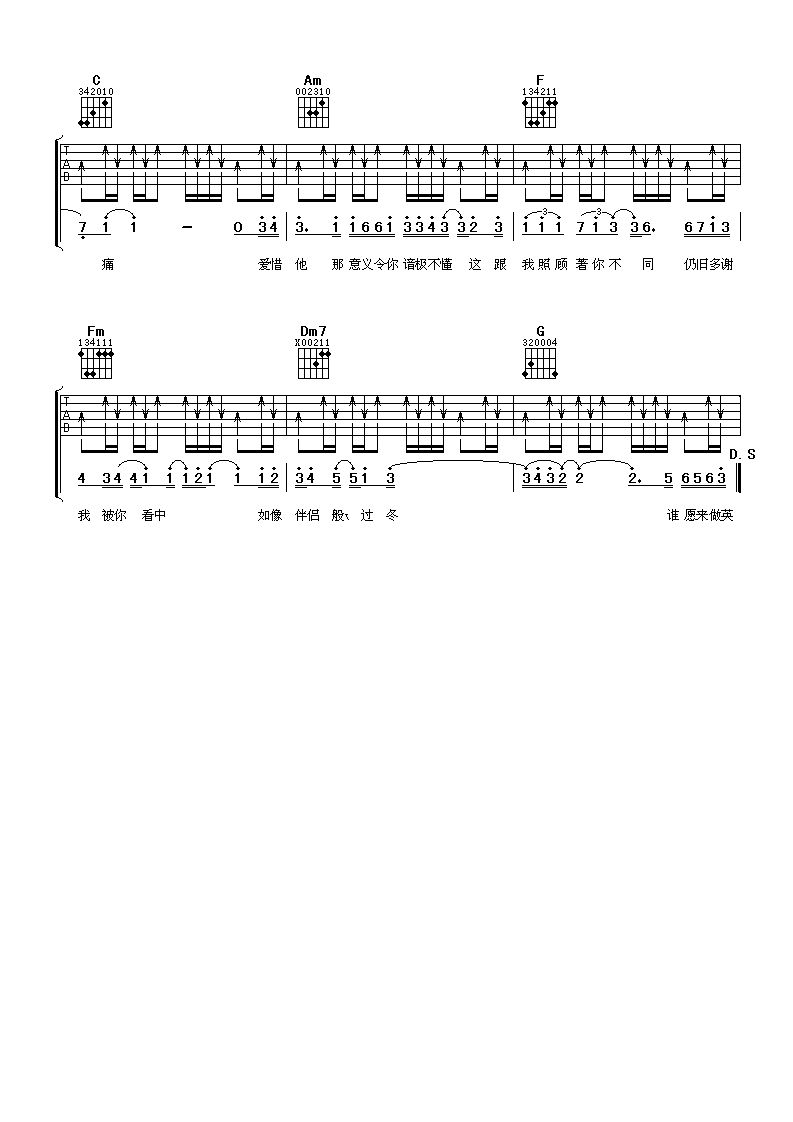 C Am F
342010 002310 134211
T
A
B
3 3
7 1 1 - 0 3 4 3. 1 1 6 6 1 3 3 4 3 3 2 3 1 1 1 7 1 3 3 6. 6 7 1 3
痛 爱惜 他 那 意义令你 谙极不懂 这 跟 我 照 顾 著 你 不 同 仍旧多谢
Fm Dm7 G
134111 X00211 320004
T
A
B
D.S
4 3 4 4 1 1 1 2 1 1 1 2 3 4 5 5 1 3 3 4 3 2 2 2. 5 6 5 6 3
我 被你 看中 如像 伴侣 般 过 冬 谁 愿来做英